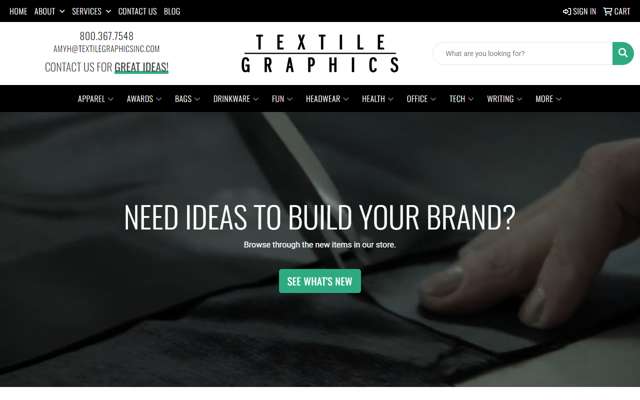 HOME ABOUT SERVICES CONTACT US BLOG SIGN IN CART
800.367.7548
AMYH@TEXTILEGRAPHICSINC.COM
CONTACT US FOR GREAT IDEAS!
TEXTILE
GRAPHICS
What are you looking for?
APPAREL AWARDS BAGS DRINKWARE FUN HEADWEAR HEALTH OFFICE TECH WRITING MORE
NEED IDEAS TO BUILD YOUR BRAND?
Browse through the new items in our store.
SEE WHAT'S NEW